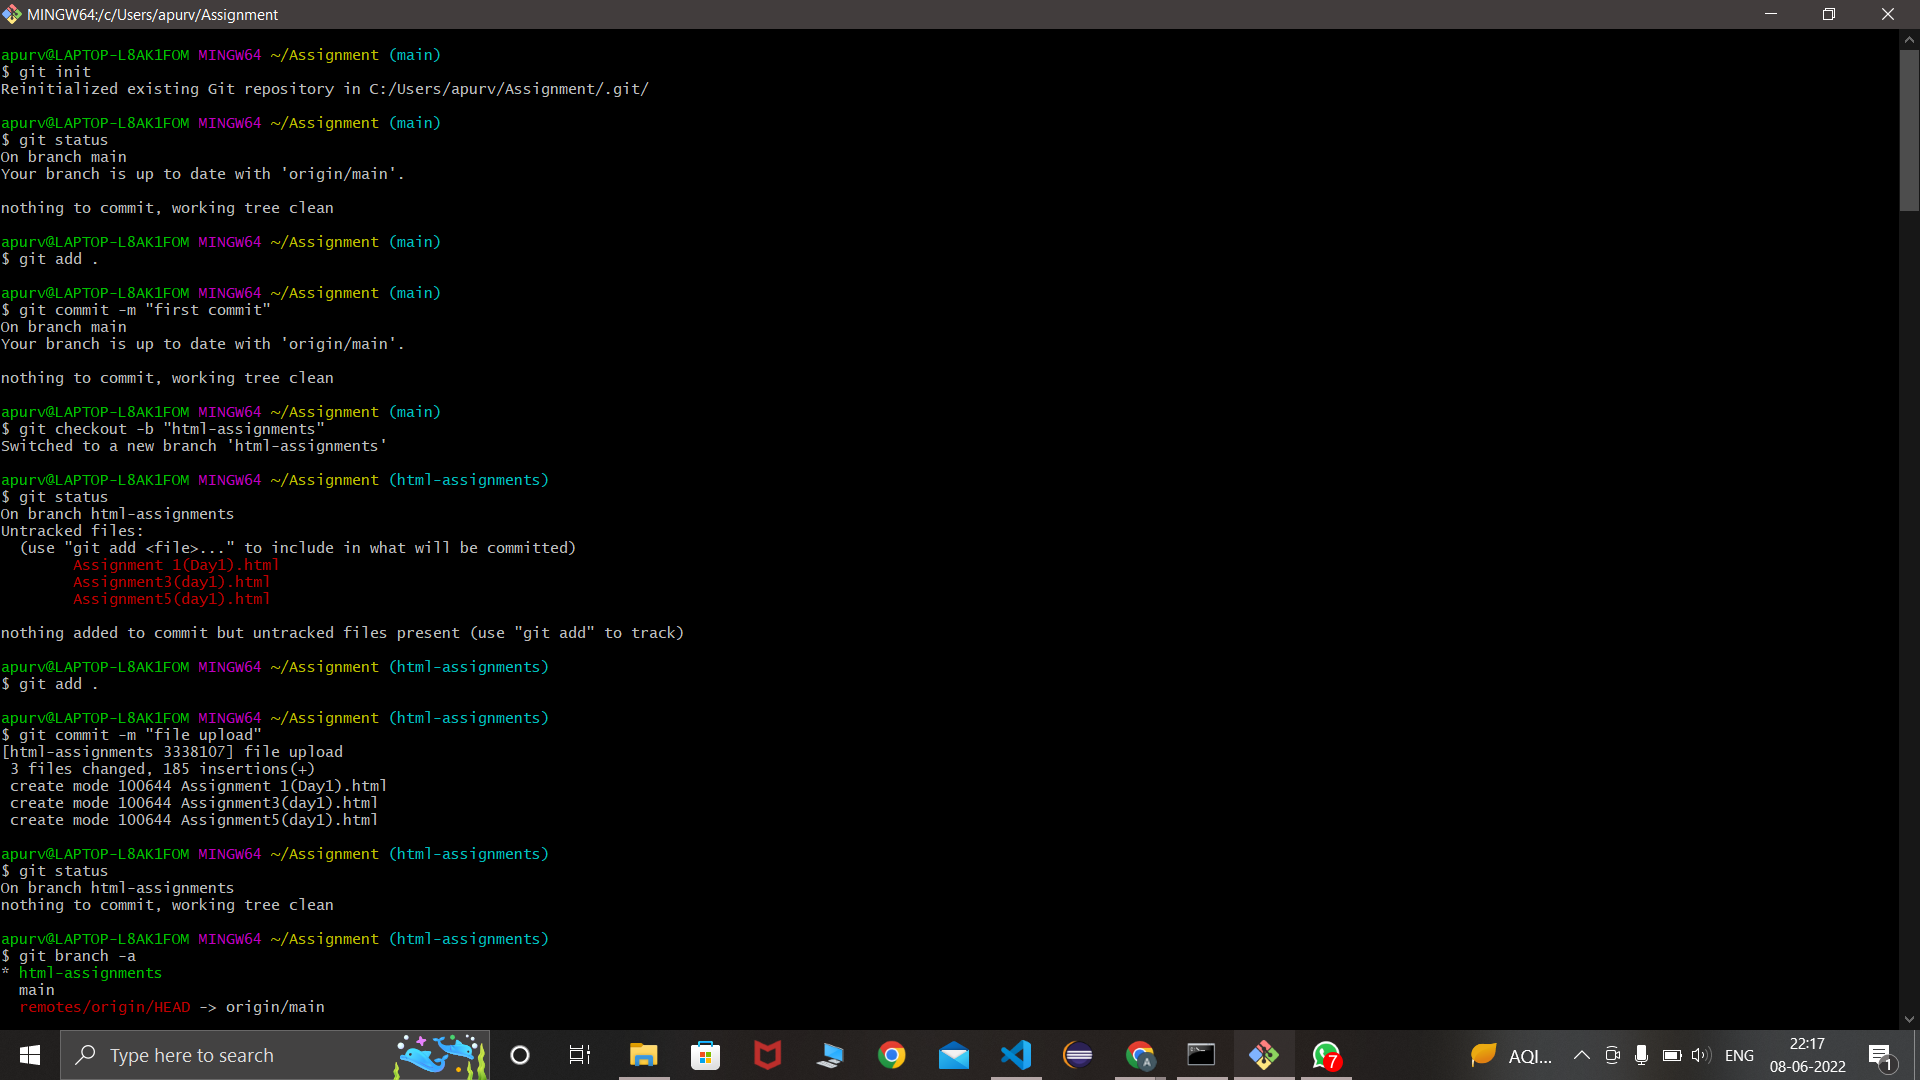 MINGW64:/c/Users/apurv/Assignment
apurv@LAPTOP-L8AK1FOM MINGW64 ~/Assignment (main)
$ git init
Reinitialized existing Git repository in C:/Users/apurv/Assignment/.git/
apurv@LAPTOP-L8AK1FOM MINGW64 ~/Assignment (main)
$ git status
On branch main
Your branch is up to date with 'origin/main'.
nothing to commit, working tree clean
apurv@LAPTOP-L8AK1FOM MINGW64 ~/Assignment (main)
$ git add .
apurv@LAPTOP-L8AK1FOM MINGW64 ~/Assignment (main)
$ git commit -m "first commit"
On branch main
Your branch is up to date with 'origin/main'.
nothing to commit, working tree clean
apurv@LAPTOP-L8AK1FOM MINGW64 ~/Assignment (main)
$ git checkout -b "html-assignments"
Switched to a new branch 'html-assignments'
apurv@LAPTOP-L8AK1FOM MINGW64 ~/Assignment (html-assignments)
$ git status
On branch html-assignments
Untracked files:
  (use "git add <file>..." to include in what will be committed)
        Assignment 1(Day1).html
        Assignment3(day1).html
        Assignment5(day1).html
nothing added to commit but untracked files present (use "git add" to track)
apurv@LAPTOP-L8AK1FOM MINGW64 ~/Assignment (html-assignments)
$ git add .
apurv@LAPTOP-L8AK1FOM MINGW64 ~/Assignment (html-assignments)
$ git commit -m "file upload"
[html-assignments 3338107] file upload
 3 files changed, 185 insertions(+)
 create mode 100644 Assignment 1(Day1).html
 create mode 100644 Assignment3(day1).html
 create mode 100644 Assignment5(day1).html
apurv@LAPTOP-L8AK1FOM MINGW64 ~/Assignment (html-assignments)
$ git status
On branch html-assignments
nothing to commit, working tree clean
apurv@LAPTOP-L8AK1FOM MINGW64 ~/Assignment (html-assignments)
$ git branch -a
* html-assignments
  main
  remotes/origin/HEAD -> origin/main
Type here to search
A
7
AQI...
ENG
22:17
08-06-2022
1